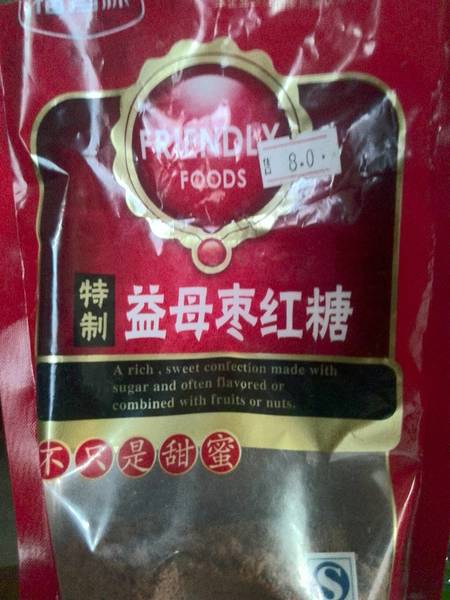 FRIENDLY
FOODS
8.0.
特制
益母枣红糖
A rich , sweet confection made with
sugar and often flavored or
combined with fruits or nuts.
不只是甜蜜
S